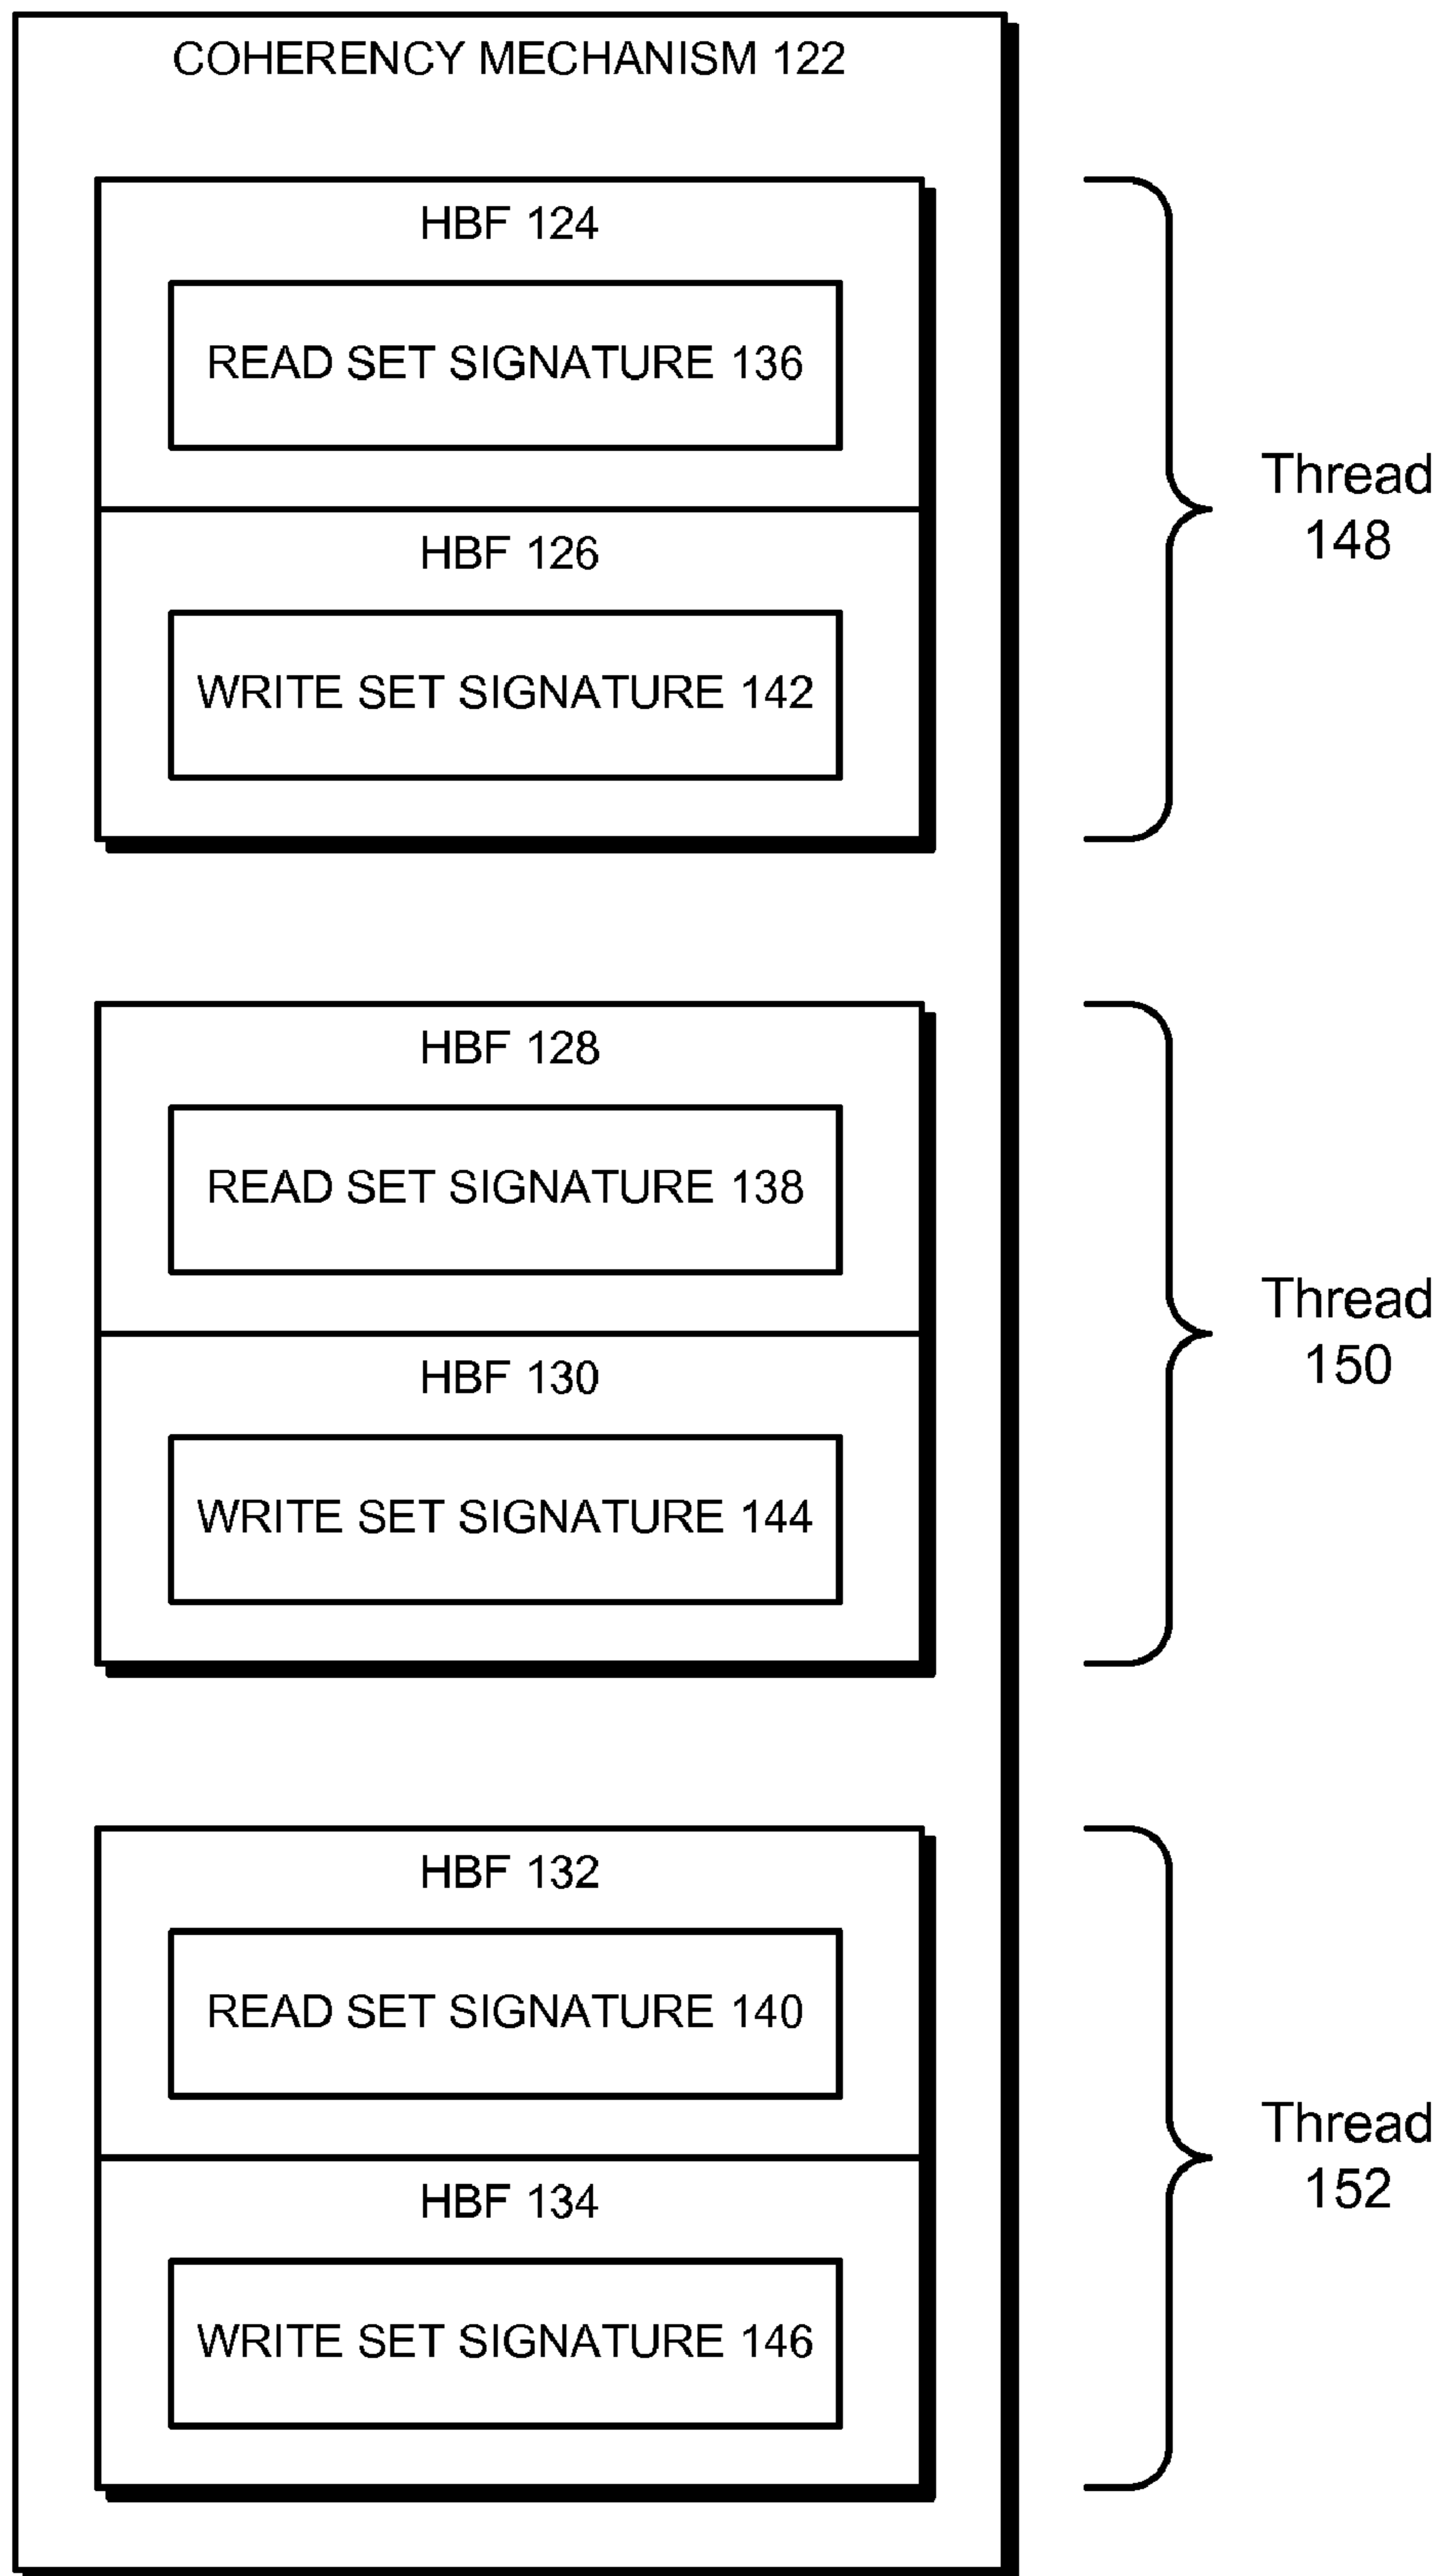 COHERENCY MECHANISM 122
HBF 124
READ SET SIGNATURE 136
HBF 126
WRITE SET SIGNATURE 142
Thread
148
HBF 128
READ SET SIGNATURE 138
HBF 130
WRITE SET SIGNATURE 144
Thread
150
HBF 132
READ SET SIGNATURE 140
HBF 134
WRITE SET SIGNATURE 146
Thread
152